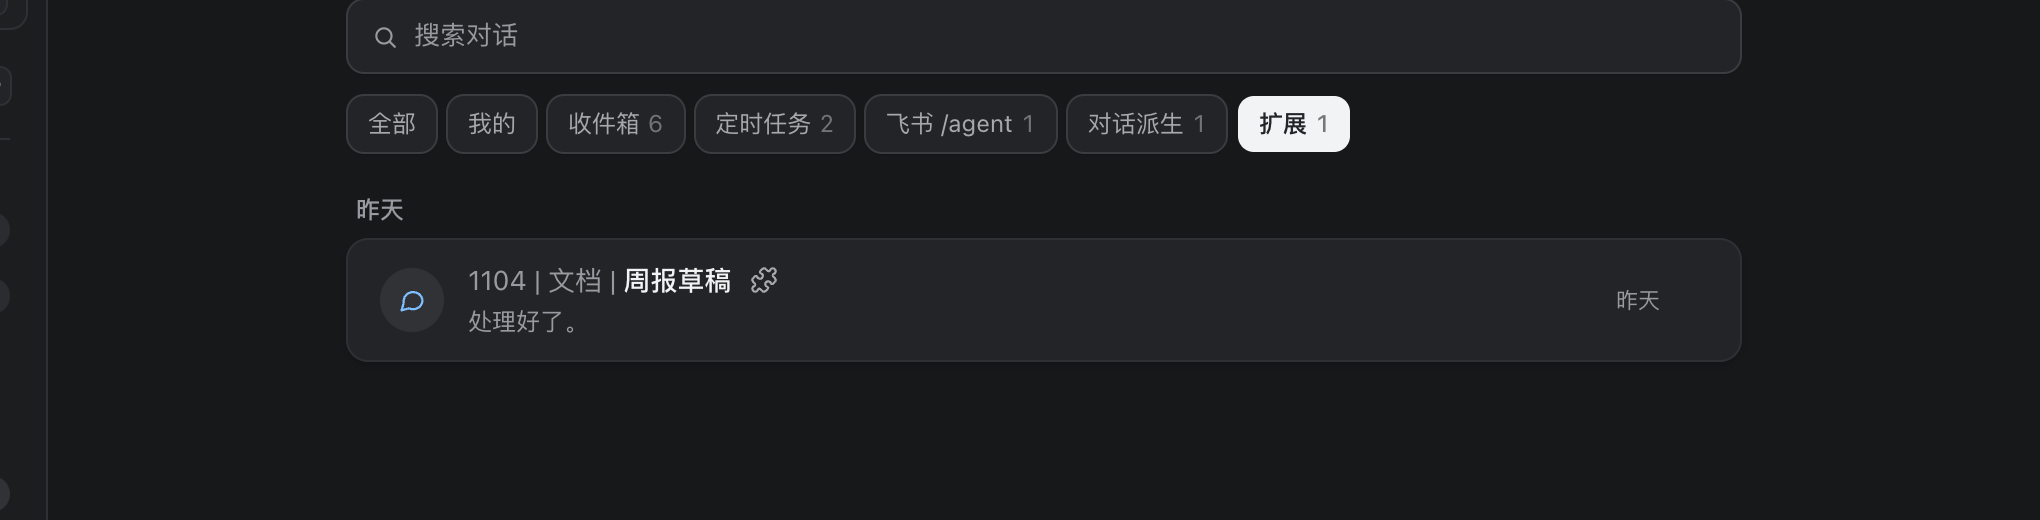 搜索对话
全部 我的 收件箱 6 定时任务 2 飞书 /agent 1 对话派生 1 扩展 1
昨天
1104 | 文档 | 周报草稿
处理好了。
昨天